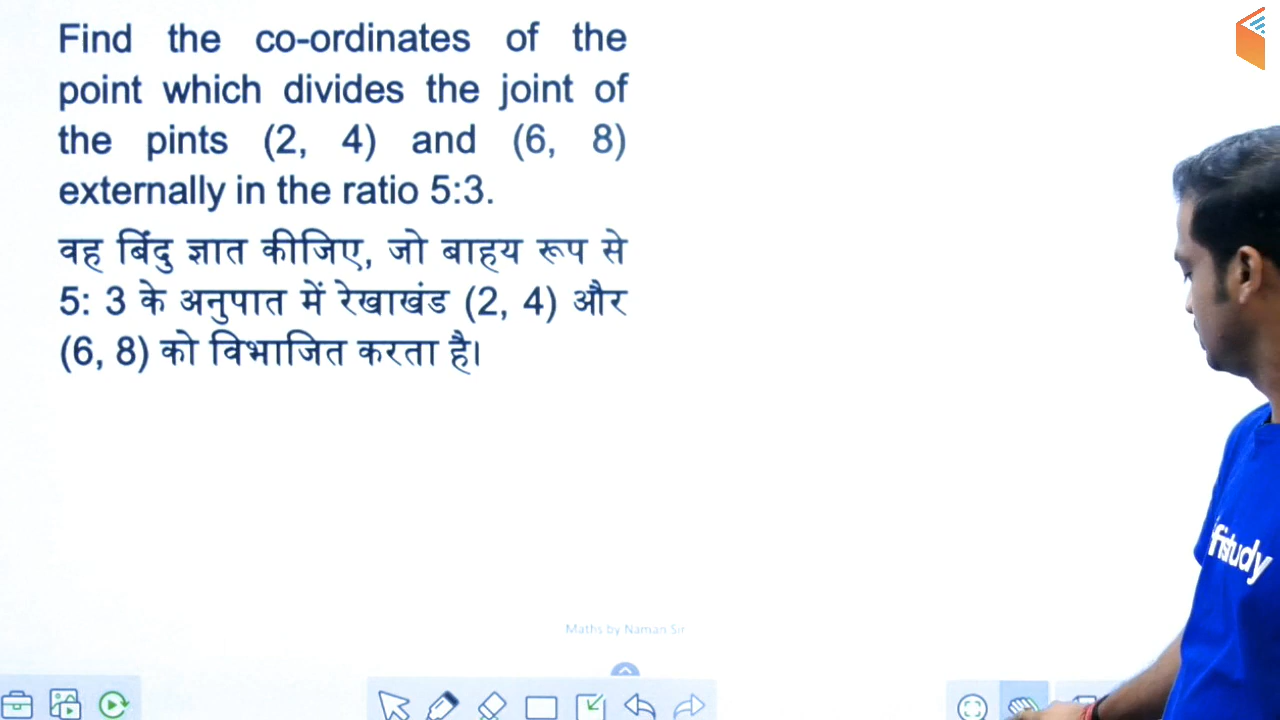 Find the co-ordinates of the
point which divides the joint of
the pints (2, 4) and (6, 8)
externally in the ratio 5:3.
वह बिंदु ज्ञात कीजिए, जो बाहय रूप से
5: 3 के अनुपात में रेखाखंड (2, 4) और
(6, 8) को विभाजित करता है।
ifistudy
Maths by Naman Sir